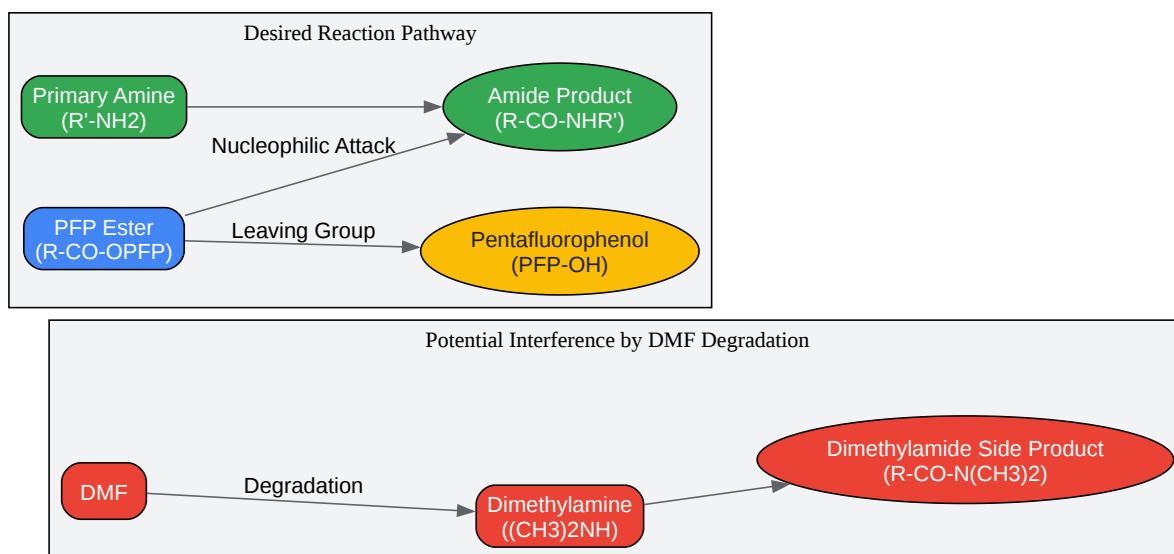 Desired Reaction Pathway
Primary Amine
(R'-NH2)
Amide Product
(R-CO-NHR')
Nucleophilic Attack
PFP Ester
(R-CO-OPFP)
Leaving Group
Pentafluorophenol
(PFP-OH)
Potential Interference by DMF Degradation
DMF
Degradation
Dimethylamine
((CH3)2NH)
Dimethylamide Side Product
(R-CO-N(CH3)2)